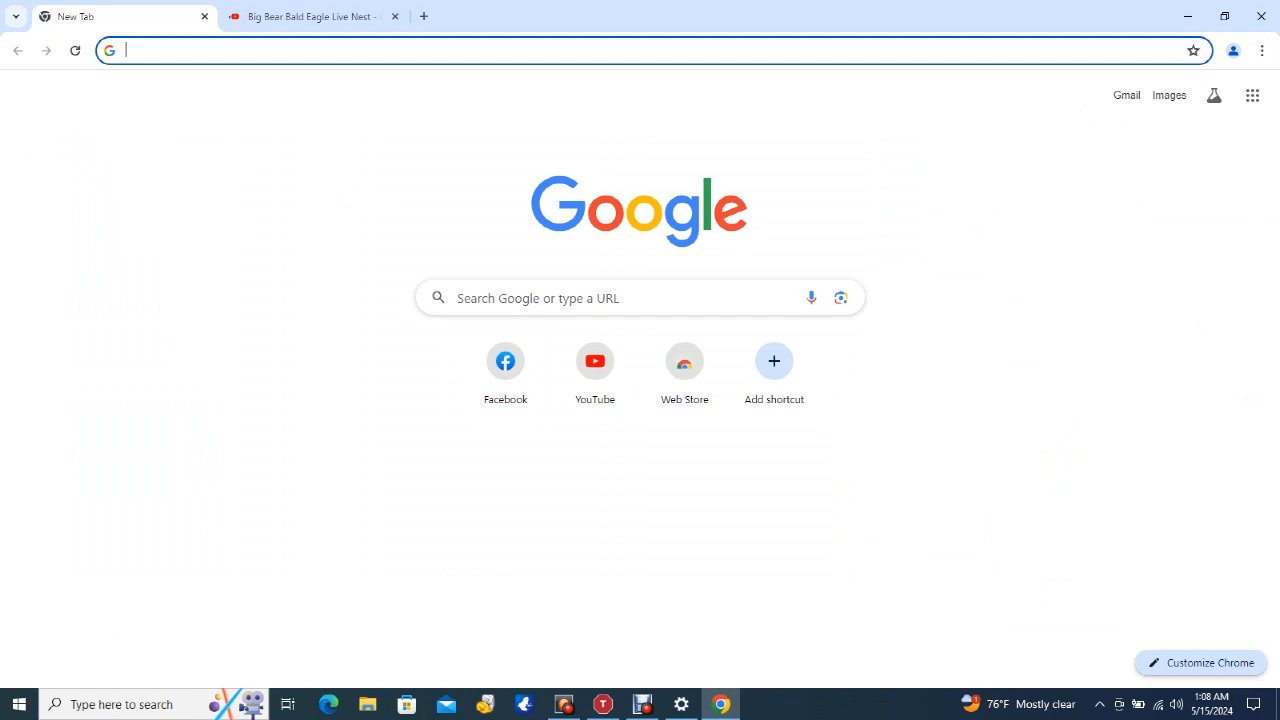 New Tab
Big Bear Bald Eagle Live Nest -
Gmail Images
Google
Search Google or type a URL
Facebook YouTube Web Store Add shortcut
Customize Chrome
Type here to search
76°F Mostly clear
1:08 AM
5/15/2024